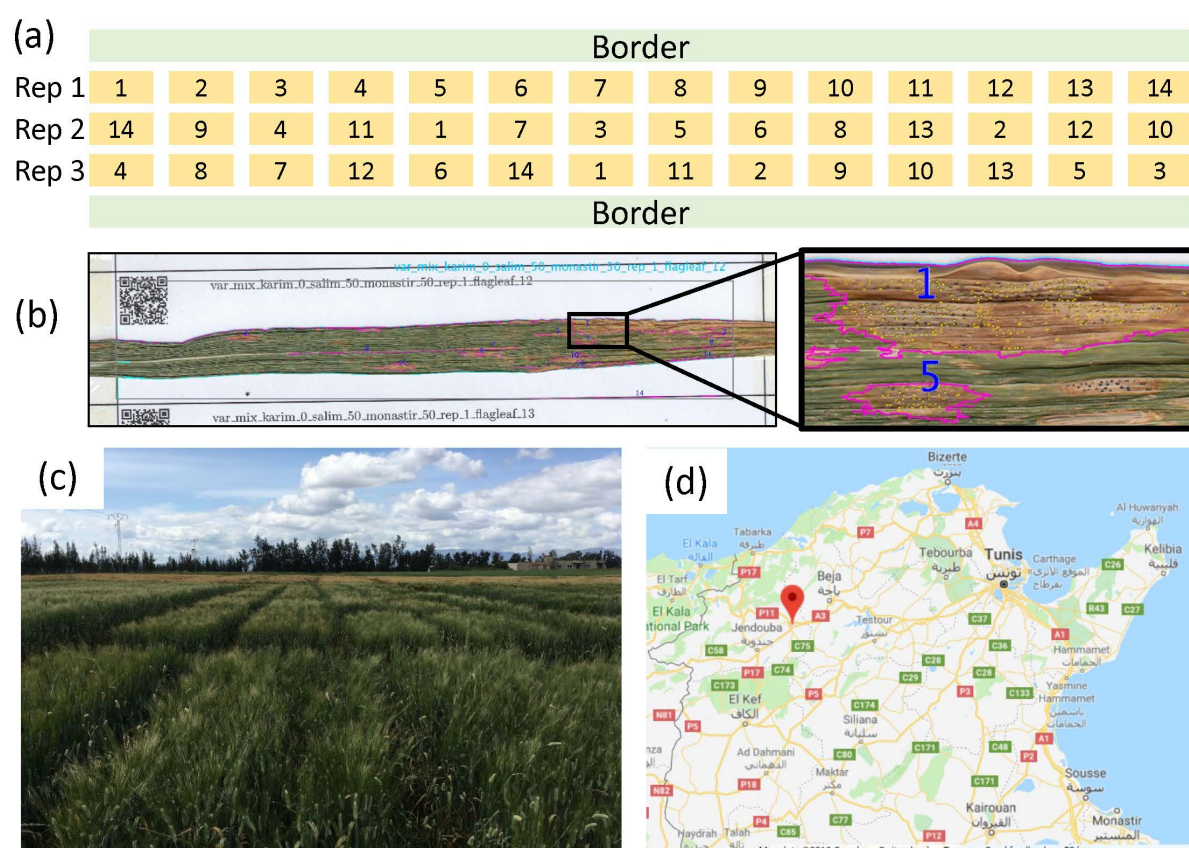 (a)
Border
Rep 1 1 2 3 4 5 6 7 8 9 10 11 12 13 14
Rep 2 14 9 4 11 1 7 3 5 6 8 13 2 12 10
Rep 3 4 8 7 12 6 14 1 11 2 9 10 13 5 3
Border
(b)
var_mix_karim_0_salim_50_monastir_50_rep_1_flagleaf_12
var_mix_karim_0_salim_50_monastir_50_rep_1_flagleaf_12
14
var_mix_karim_0_salim_50_monastir_50_rep_1_flagleaf_13
1
5
(c)
(d)
Bizerte
بنزرت
Al Huwariyah
الهوارية
A4
Tabarka
طبرقة
P7
El Kala
القالة
Tebourba
طبربة
Tunis
تونس
Carthage
الموقع الأثري
بقرطاج
Kelibia
قليبية
C26
P17
El Tarf
الطارف
Beja
باجة
El Kala
ational Park
P11
A3
R43
C27
Jendouba
جندوبة
C75
Testour
تستور
C37
A1
C58
C36
Hammamet
الحمامات
P17
C74
C28
C28
C29
C173
P5
P3
C133
Yasmine
Hammamet
ياسمين
الحمامات
El Kef
الكاف
C174
N81
P5
Siliana
سليانة
A1
C80
C171
C48
P2
Ad Dahmani
الدهماني
P18
Maktar
مكثر
C171
Sousse
سوسة
N82
Kairouan
القيروان
P4
C77
Monastir
المنستير
Haydrah
Talah
تالة
C85
P12